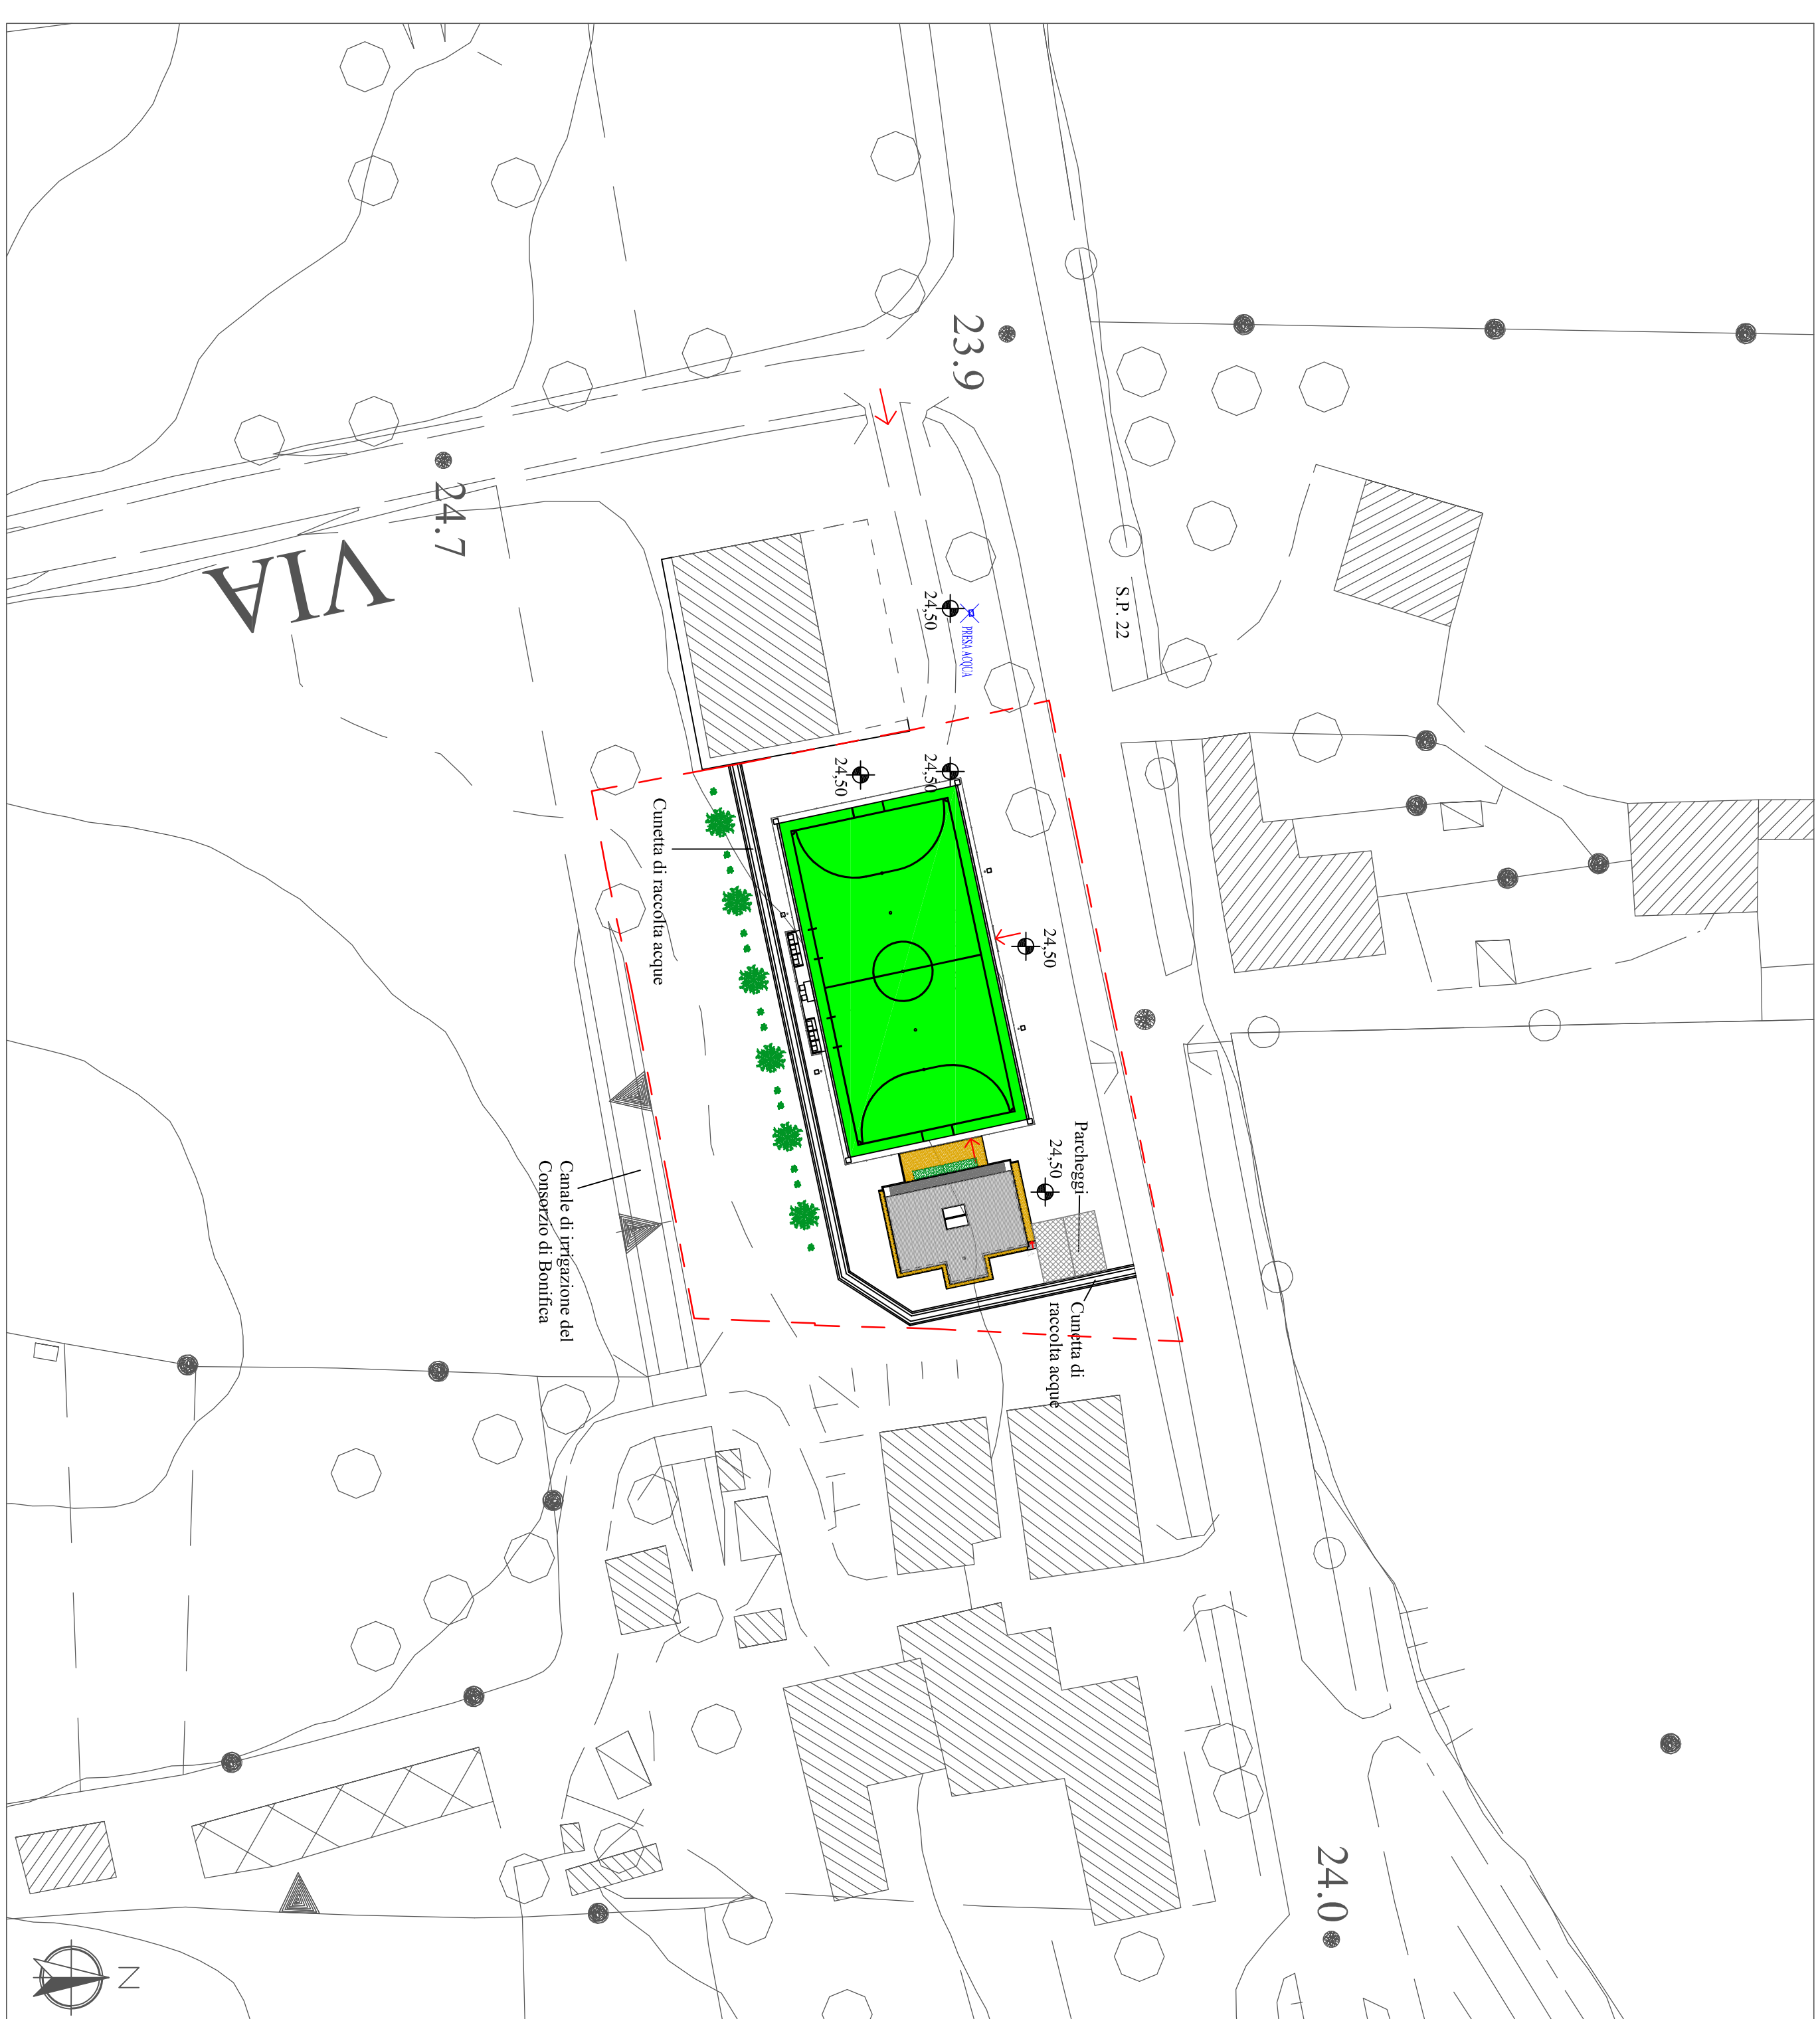 23.9
24.7
VIA
S.P. 22
24,50
PRESA ACQUA
24,50
24,50
24,50
Cunetta di raccolta acque
Parcheggi
24,50
Canale di irrigazione del
Consorzio di Bonifica
Cunetta di
raccolta acque
24.0
N